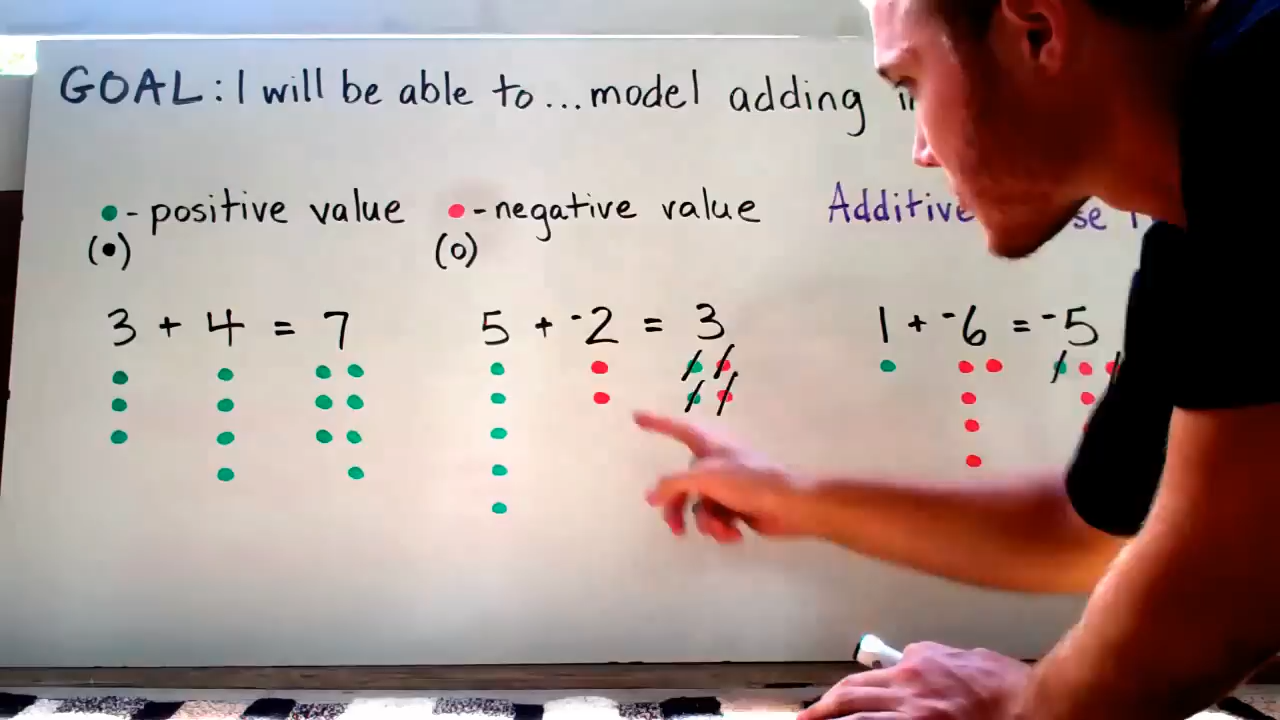 GOAL: I will be able to...model adding
- positive value
- negative value
Additive
(•)
(o)
3 + 4 = 7
5 + -2 = 3
1 + -6 = -5